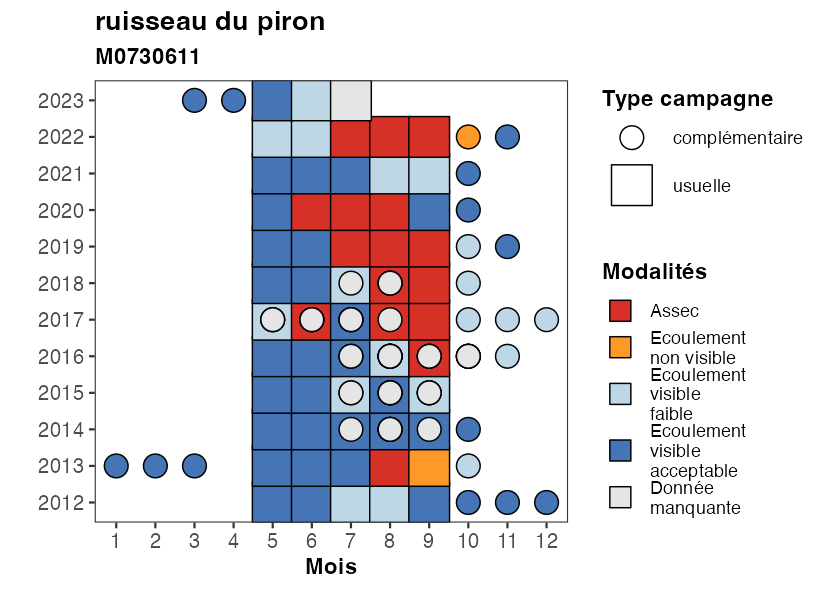 ruisseau du piron
M0730611
2023
2022
2021
2020
2019
2018
2017
2016
2015
2014
2013
2012
1 2 3 4 5 6 7 8 9 10 11 12
Mois
Type campagne
complémentaire
usuelle
Modalités
Assec
Ecoulement
non visible
Ecoulement
visible
faible
Ecoulement
visible
acceptable
Donnée
manquante